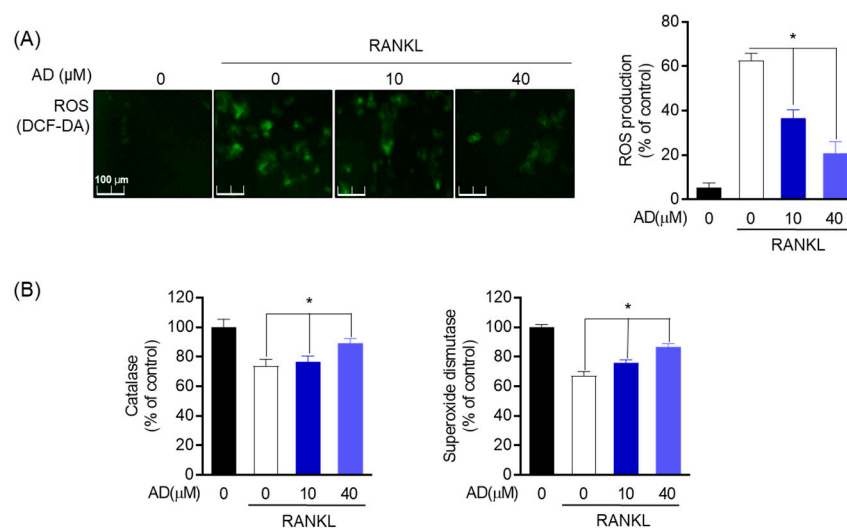 (A)
RANKL
AD (µM) 0 0 10 40
ROS
(DCF-DA)
100 µm
ROS production
(% of control)
80
60
40
20
0
*
AD(µM) 0 0 10 40
RANKL
(B)
Catalase
(% of control)
120
100
80
60
40
20
0
*
AD(µM) 0 0 10 40
RANKL
Superoxide dismutase
(% of control)
120
100
80
60
40
20
0
*
AD(µM) 0 0 10 40
RANKL